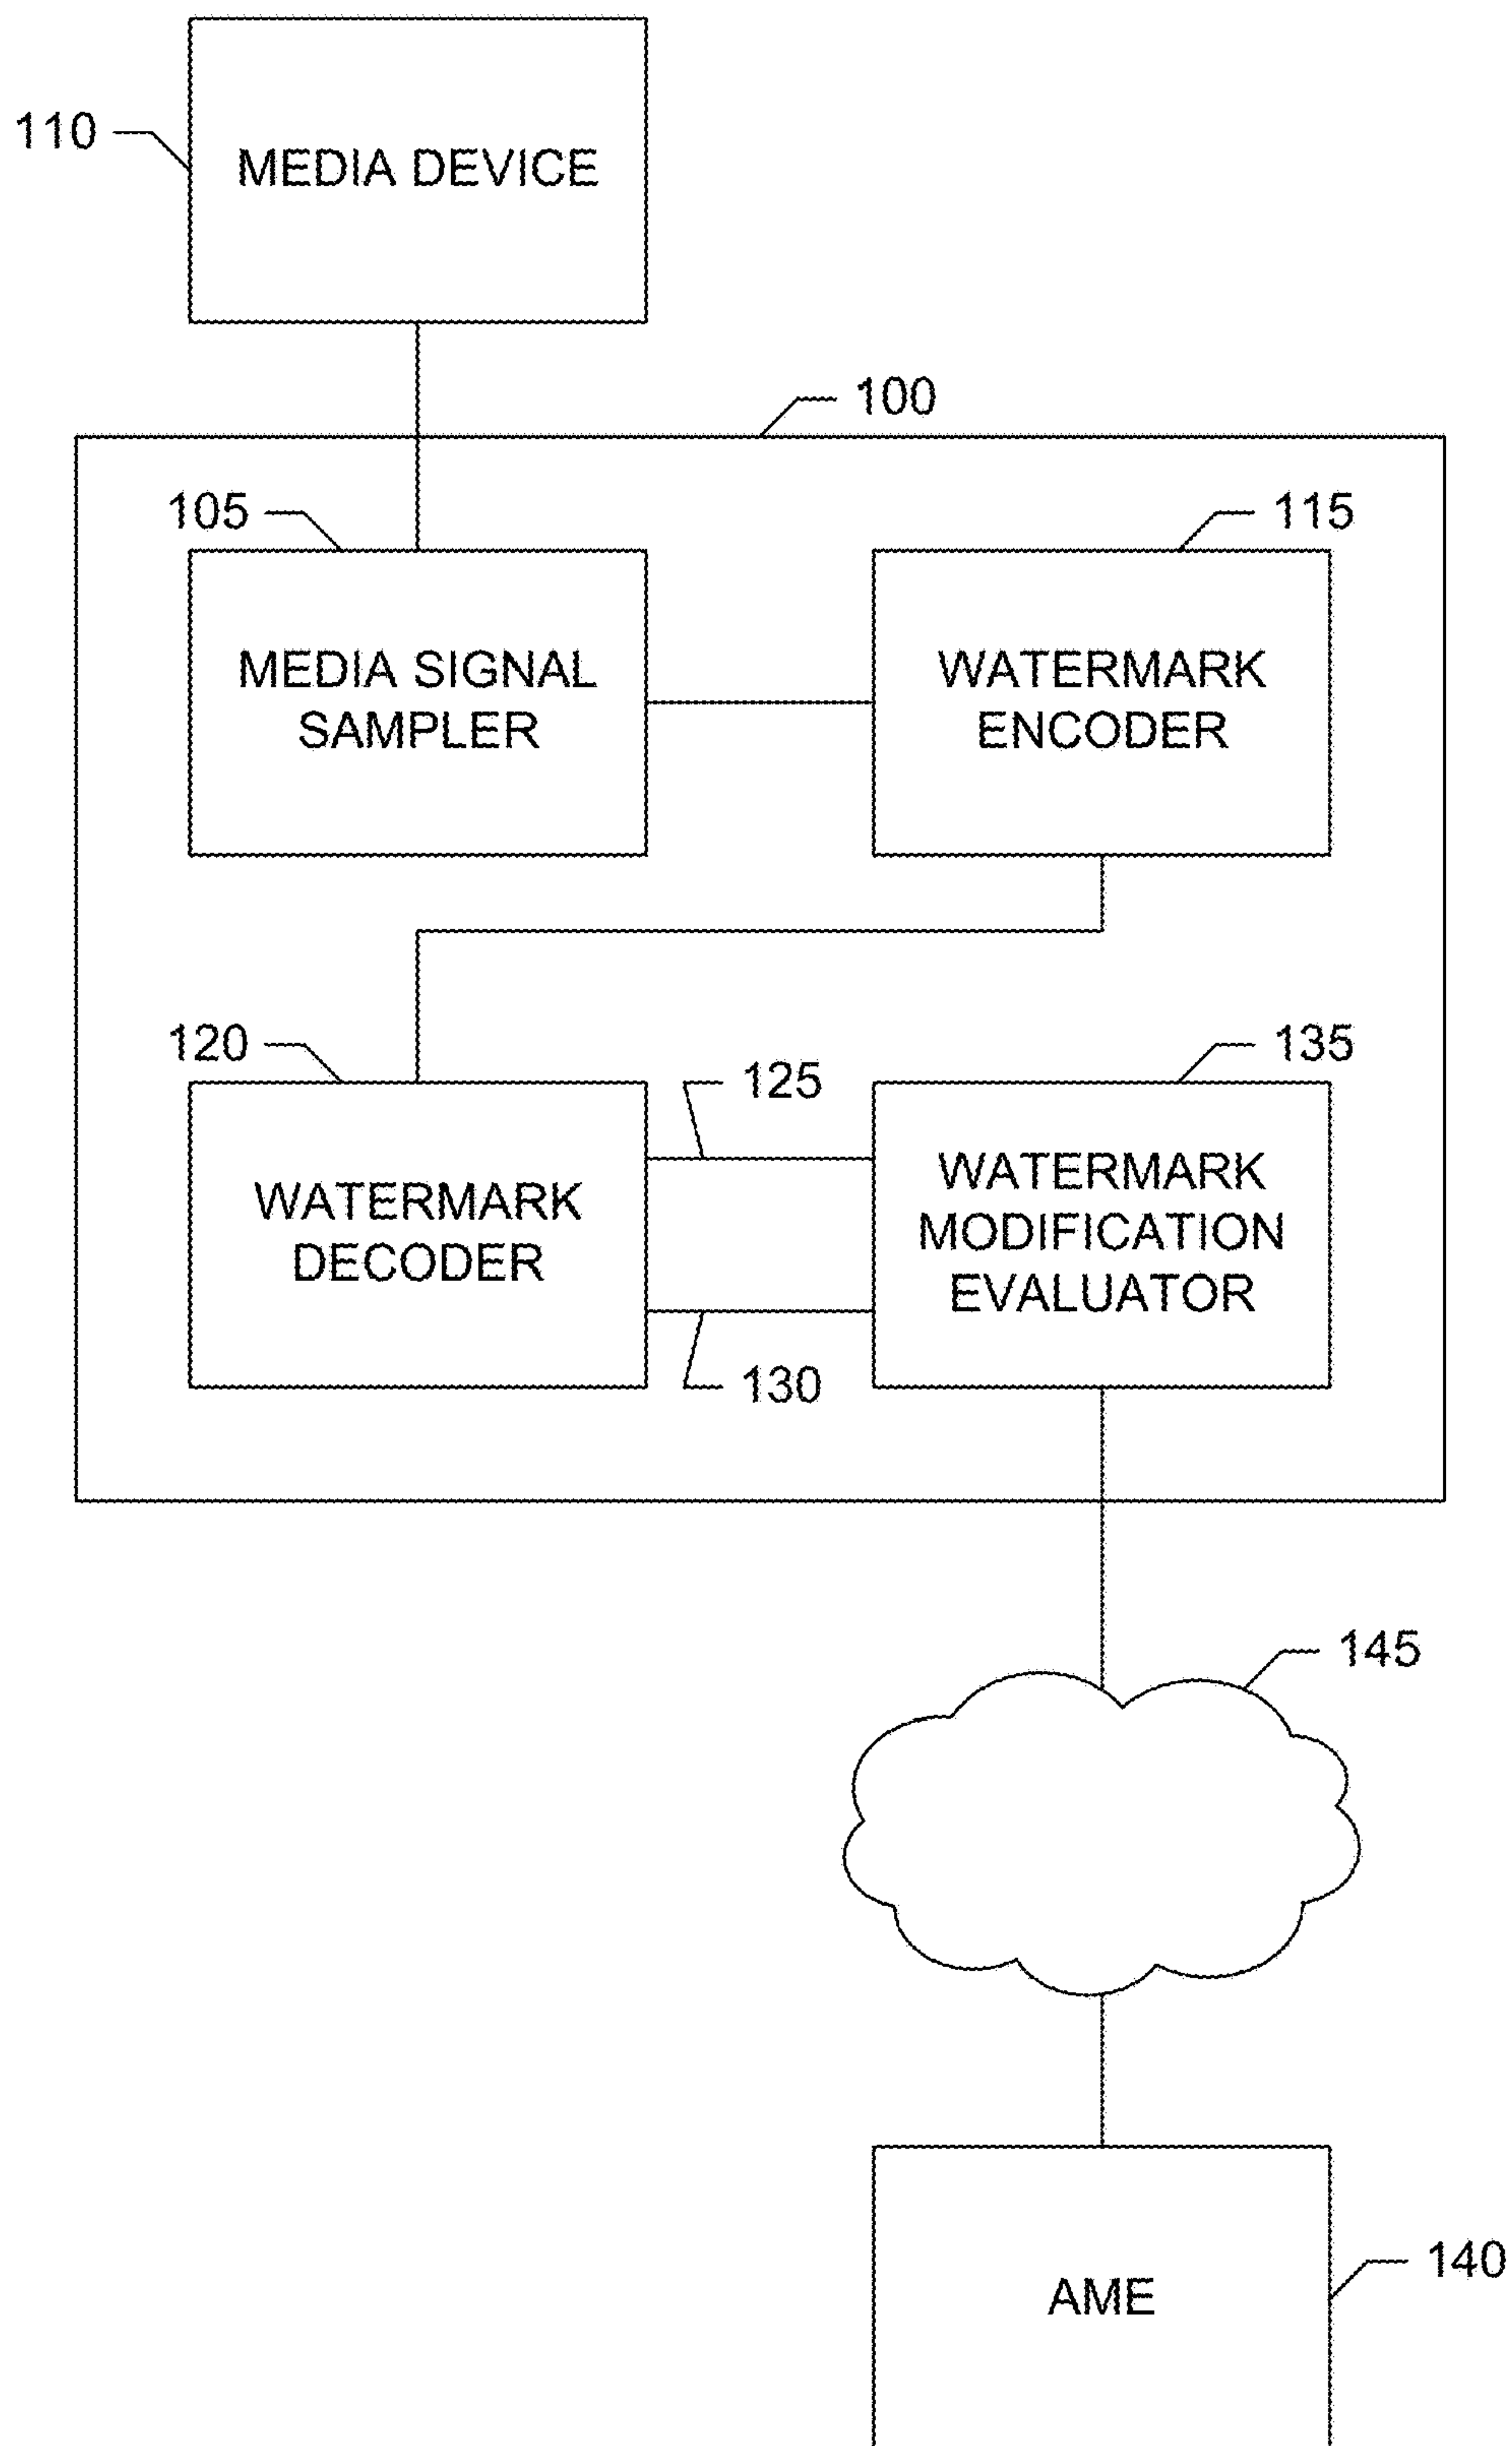 110
MEDIA DEVICE
100
105
115
MEDIA SIGNAL
SAMPLER
WATERMARK
ENCODER
120
125
135
WATERMARK
DECODER
WATERMARK
MODIFICATION
EVALUATOR
130
145
AME
140